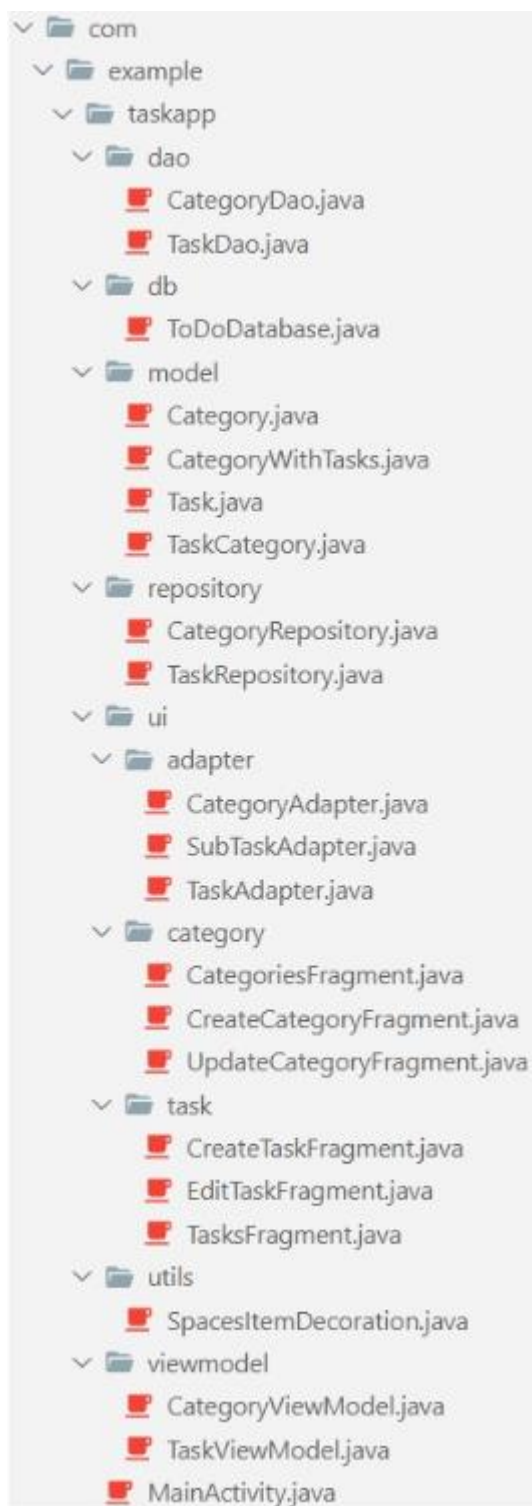 com
example
taskapp
dao
CategoryDao.java
TaskDao.java
db
ToDoDatabase.java
model
Category.java
CategoryWithTasks.java
Task.java
TaskCategory.java
repository
CategoryRepository.java
TaskRepository.java
ui
adapter
CategoryAdapter.java
SubTaskAdapter.java
TaskAdapter.java
category
CategoriesFragment.java
CreateCategoryFragment.java
UpdateCategoryFragment.java
task
CreateTaskFragment.java
EditTaskFragment.java
TasksFragment.java
utils
SpacesItemDecoration.java
viewmodel
CategoryViewModel.java
TaskViewModel.java
MainActivity.java